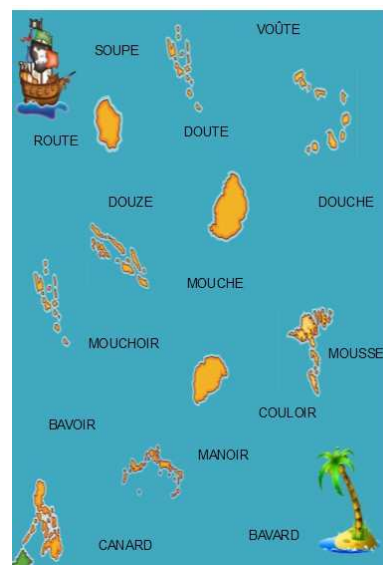 VOÛTE
SOUPE
DOUTE
ROUTE
DOUZE
DOUCHE
MOUCHE
MOUCHOIR
MOUSSE
COULOIR
BAVOIR
MANOIR
BAVARD
CANARD